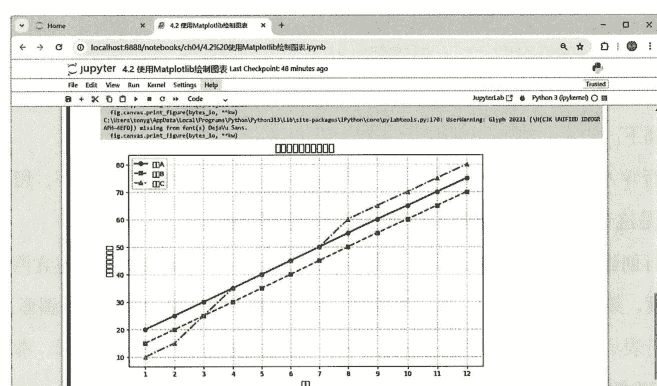 Home
4.2 使用Matplotlib绘制图表
localhost:8888/notebooks/ch04/4.2%20使用Matplotlib绘制图表.ipynb
jupyter 4.2 使用Matplotlib绘制图表 Last Checkpoint: 48 minutes ago
File Edit View Run Kernel Settings Help
Trusted
Code
JupyterLab
Python 3 (ipykernel)
fig.canvas.print_figure(bytes_io, **kw)
C:\Users\tonyg\AppData\Local\Programs\Python\Python313\Lib\site-packages\IPython\core\pylabtools.py:170: UserWarning: Glyph 20221 (\N{CJK UNIFIED IDEOGR
APH-4EFD}) missing from font(s) DejaVu Sans.
fig.canvas.print_figure(bytes_io, **kw)
A
B
C
80
70
60
50
40
30
20
10
1 2 3 4 5 6 7 8 9 10 11 12